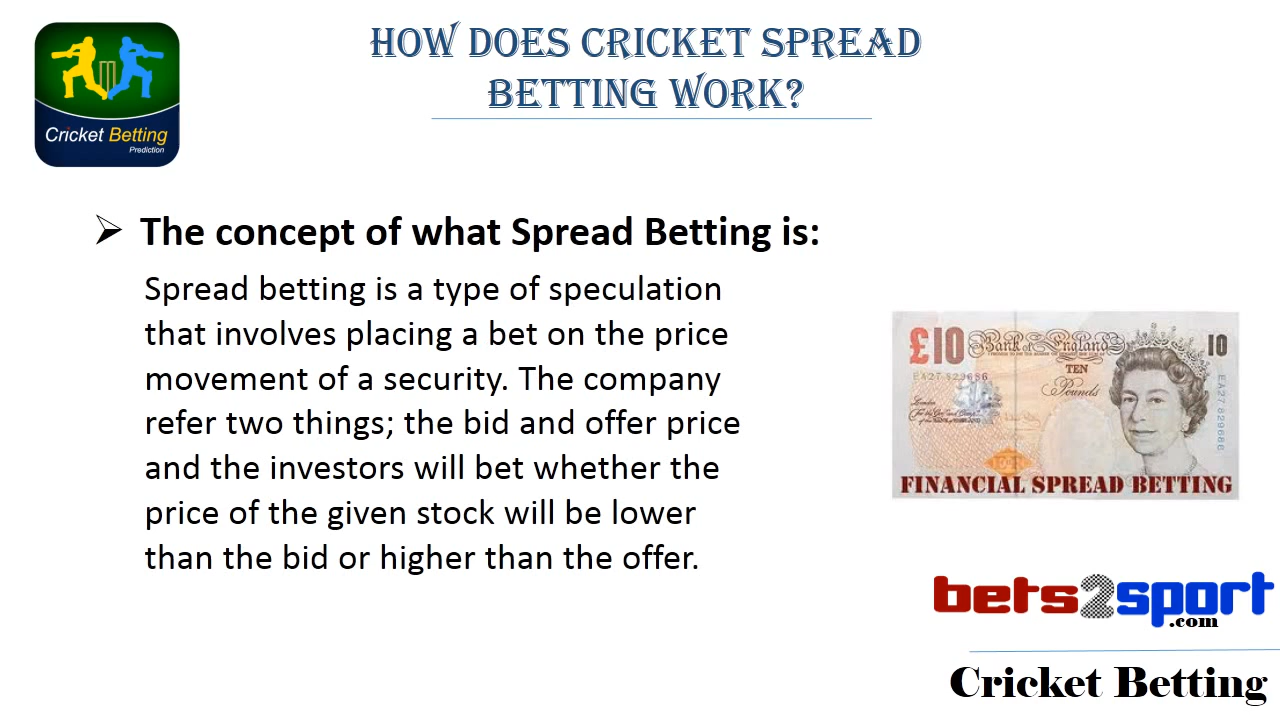 HOW DOES CRICKET SPREAD
BETTING WORK?
Cricket Betting
Prediction
The concept of what Spread Betting is:
Spread betting is a type of speculation
that involves placing a bet on the price
movement of a security. The company
refer two things; the bid and offer price
and the investors will bet whether the
price of the given stock will be lower
than the bid or higher than the offer.
£10 Bank of England 10
TEN
Pounds
London
FINANCIAL SPREAD BETTING
bets2sport
.com
Cricket Betting